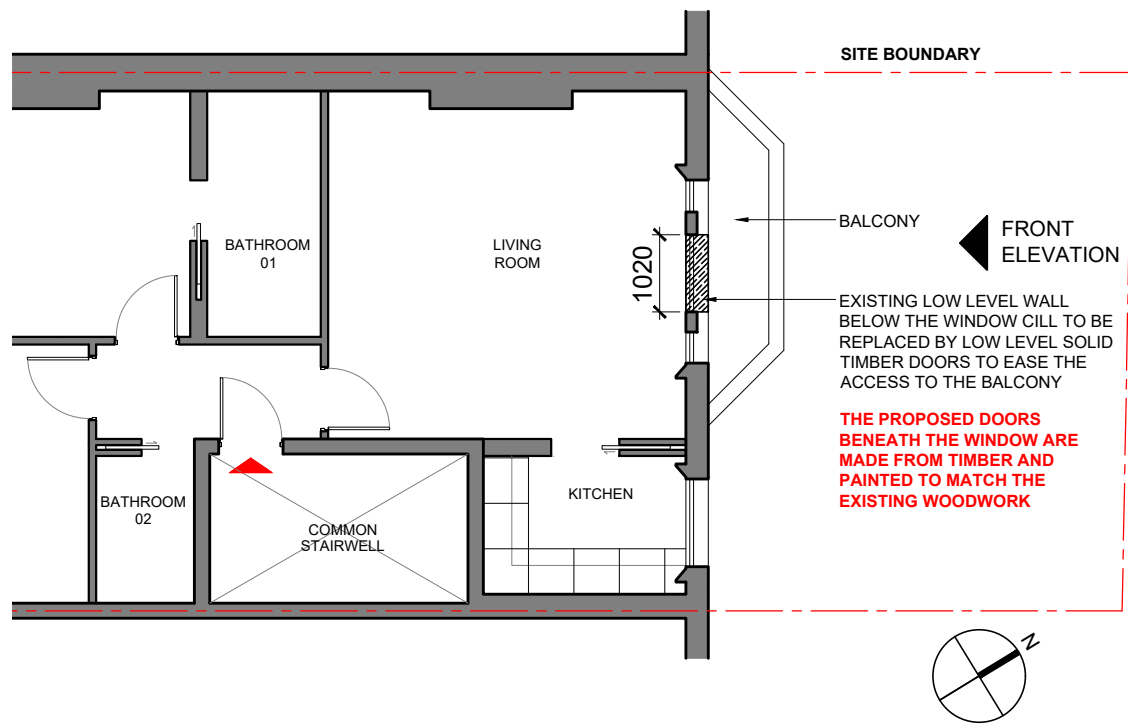 SITE BOUNDARY
BATHROOM
01
LIVING
ROOM
1020
BALCONY
FRONT
ELEVATION
EXISTING LOW LEVEL WALL
BELOW THE WINDOW CILL TO BE
REPLACED BY LOW LEVEL SOLID
TIMBER DOORS TO EASE THE
ACCESS TO THE BALCONY
THE PROPOSED DOORS
BENEATH THE WINDOW ARE
MADE FROM TIMBER AND
PAINTED TO MATCH THE
EXISTING WOODWORK
BATHROOM
02
COMMON
STAIRWELL
KITCHEN
N